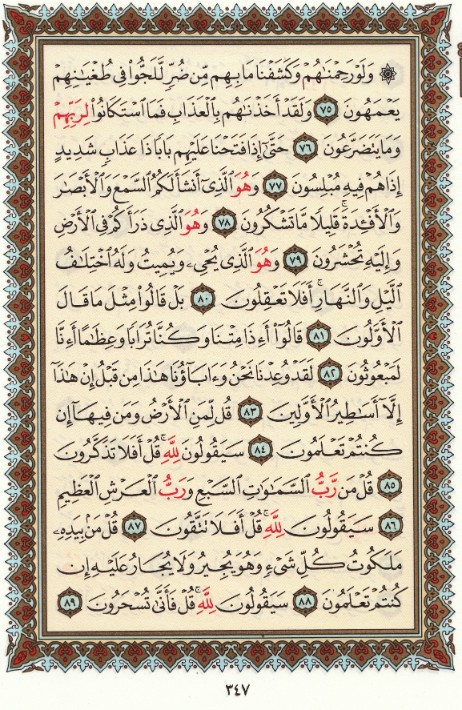 ۞ وَلَوْ رَحِمْنَٰهُمْ وَكَشَفْنَا مَا بِهِم مِّن ضُرٍّ لَّلَجُّوا۟ فِى طُغْيَٰنِهِمْ
يَعْمَهُونَ ٧٥ وَلَقَدْ أَخَذْنَٰهُم بِٱلْعَذَابِ فَمَا ٱسْتَكَانُوا۟ لِرَبِّهِمْ
وَمَا يَتَضَرَّعُونَ ٧٦ حَتَّىٰٓ إِذَا فَتَحْنَا عَلَيْهِم بَابًا ذَا عَذَابٍ شَدِيدٍ
إِذَا هُمْ فِيهِ مُبْلِسُونَ ٧٧ وَهُوَ ٱلَّذِىٓ أَنشَأَ لَكُمُ ٱلسَّمْعَ وَٱلْأَبْصَٰرَ
وَٱلْأَفْـِٔدَةَ ۚ قَلِيلًا مَّا تَشْكُرُونَ ٧٨ وَهُوَ ٱلَّذِى ذَرَأَكُمْ فِى ٱلْأَرْضِ
وَإِلَيْهِ تُحْشَرُونَ ٧٩ وَهُوَ ٱلَّذِى يُحْىِۦ وَيُمِيتُ وَلَهُ ٱخْتِلَٰفُ
ٱلَّيْلِ وَٱلنَّهَارِ ۚ أَفَلَا تَعْقِلُونَ ٨٠ بَلْ قَالُوا۟ مِثْلَ مَا قَالَ
ٱلْأَوَّلُونَ ٨١ قَالُوٓا۟ أَءِذَا مِتْنَا وَكُنَّا تُرَابًا وَعِظَٰمًا أَءِنَّا
لَمَبْعُوثُونَ ٨٢ لَقَدْ وُعِدْنَا نَحْنُ وَءَابَآؤُنَا هَٰذَا مِن قَبْلُ إِنْ هَٰذَآ
إِلَّآ أَسَٰطِيرُ ٱلْأَوَّلِينَ ٨٣ قُل لِّمَنِ ٱلْأَرْضُ وَمَن فِيهَآ إِن
كُنتُمْ تَعْلَمُونَ ٨٤ سَيَقُولُونَ لِلَّهِ ۚ قُلْ أَفَلَا تَذَكَّرُونَ
٨٥ قُلْ مَن رَّبُّ ٱلسَّمَٰوَٰتِ ٱلسَّبْعِ وَرَبُّ ٱلْعَرْشِ ٱلْعَظِيمِ
٨٦ سَيَقُولُونَ لِلَّهِ ۚ قُلْ أَفَلَا تَتَّقُونَ ٨٧ قُلْ مَنۢ بِيَدِهِۦ
مَلَكُوتُ كُلِّ شَىْءٍ وَهُوَ يُجِيرُ وَلَا يُجَارُ عَلَيْهِ إِن
كُنتُمْ تَعْلَمُونَ ٨٨ سَيَقُولُونَ لِلَّهِ ۚ قُلْ فَأَنَّىٰ تُسْحَرُونَ ٨٩
٣٤٧